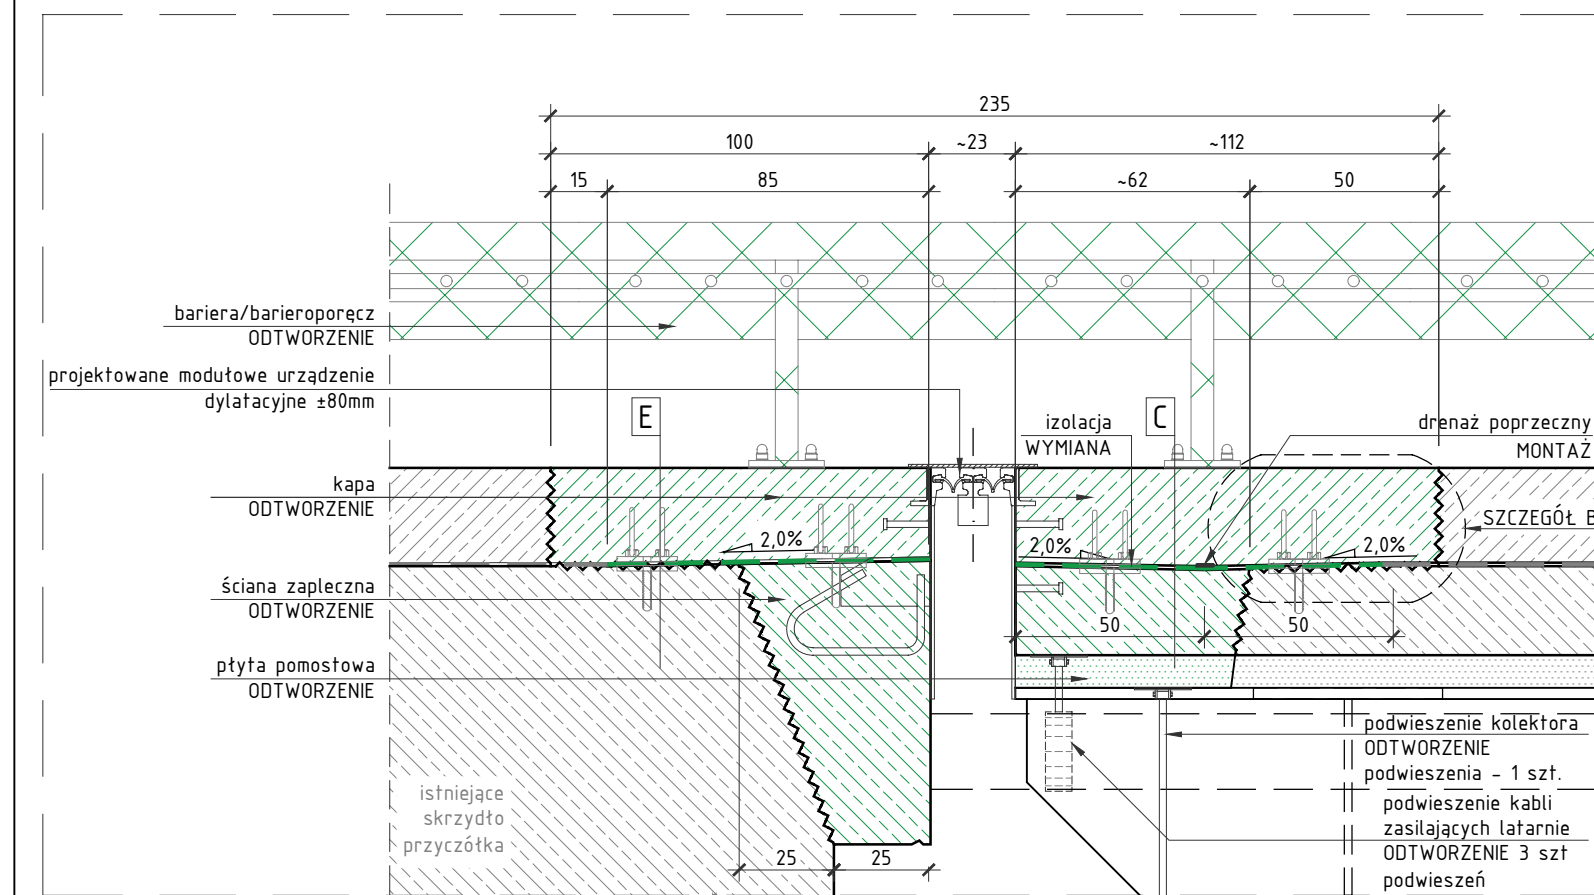 235
100
~23
~112
15
85
~62
50
bariera/barieroporęcz
ODTWORZENIE
projektowane modułowe urządzenie
dylatacyjne ±80mm
E
izolacja
WYMIANA
C
drenaż poprzeczny
MONTAŻ
kapa
ODTWORZENIE
SZCZEGÓŁ B
2,0%
2,0%
2,0%
ściana zapleczna
ODTWORZENIE
50
50
płyta pomostowa
ODTWORZENIE
podwieszenie kolektora
ODTWORZENIE
podwieszenia - 1 szt.
istniejące
skrzydło
przyczółka
podwieszenie kabli
zasilających latarnie
ODTWORZENIE 3 szt
podwieszeń
25
25